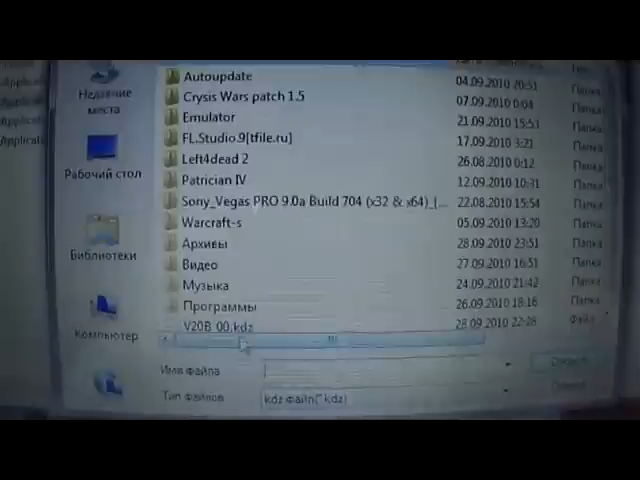 Autoupdate 04.09.2010 20:51 Папка
Crysis Wars patch 1.5 07.09.2010 0:04 Папка
Emulator 21.09.2010 15:51 Папка
FL.Studio.9[tfile.ru] 17.09.2010 3:21 Папка
Left4dead 2 26.08.2010 0:12 Папка
Patrician IV 12.09.2010 10:31 Папка
Sony_Vegas PRO 9.0a Build 704 (x32 & x64)_(... 22.08.2010 15:54 Папка
Warcraft-s 05.09.2010 13:20 Папка
Архивы 28.09.2010 23:51 Папка
Видео 27.09.2010 16:51 Папка
Музыка 24.09.2010 21:42 Папка
Программы 26.09.2010 18:16 Папка
V20B_00.kdz 28.09.2010 22:28 Файл
Недавние
места
Рабочий стол
Библиотеки
Компьютер
Имя файла
Тип файлов kdz файл(*.kdz)